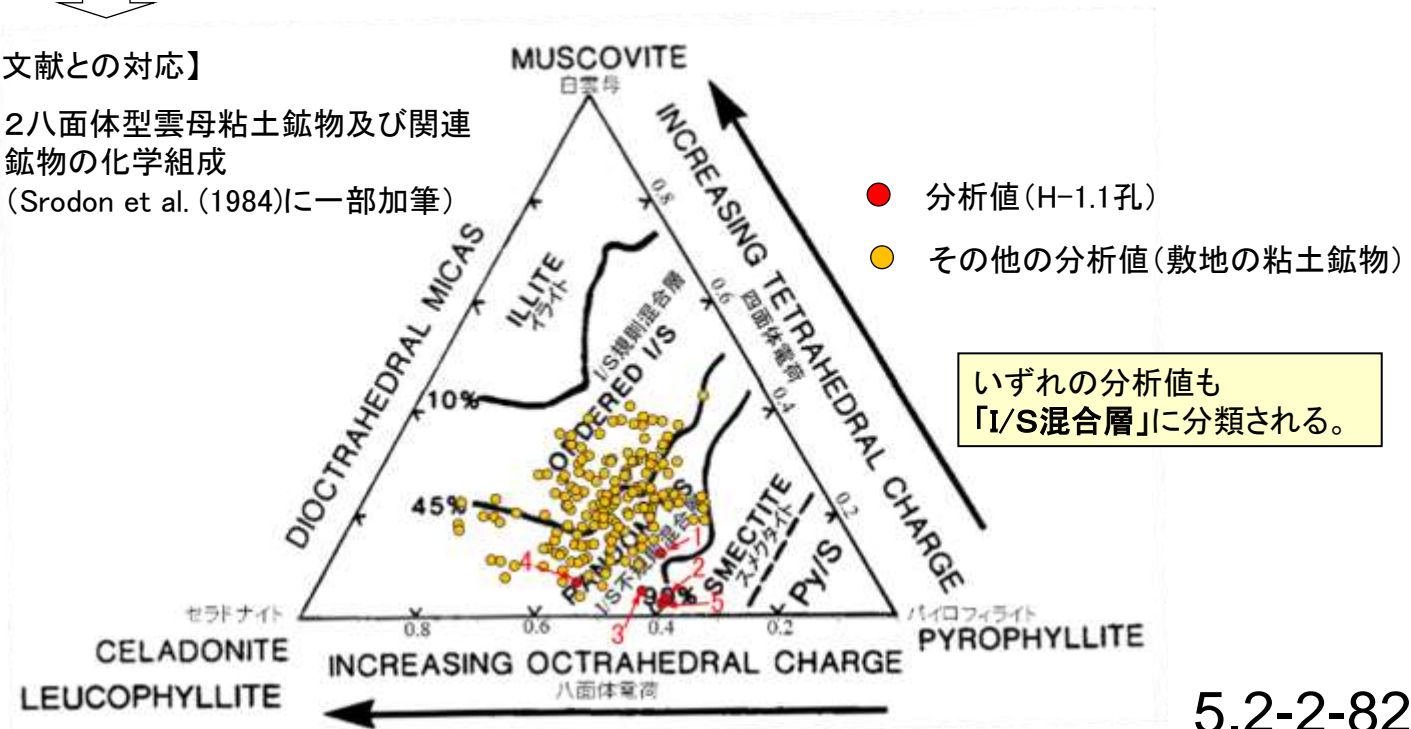 文献との対応】
2八面体型雲母粘土鉱物及び関連
鉱物の化学組成
（Srodon et al. (1984)に一部加筆）
MUSCOVITE
白雲母
INCREASING TETRAHEDRAL CHARGE
四面体電荷
0.8
0.6
0.4
0.2
分析値（H-1.1孔）
その他の分析値（敷地の粘土鉱物）
いずれの分析値も
「I/S混合層」に分類される。
DIOCTRAHEDRAL MICAS
ILLITE
イライト
I/S規則混合層
ORDERED I/S
10%
45%
I/S不規則混合層
SMECTITE
スメクタイト
Py/S
1
2
3
4
5
セラドナイト
CELADONITE
LEUCOPHYLLITE
0.8
0.6
0.4
0.2
INCREASING OCTRAHEDRAL CHARGE
八面体電荷
パイロフィライト
PYROPHYLLITE
5.2-2-82